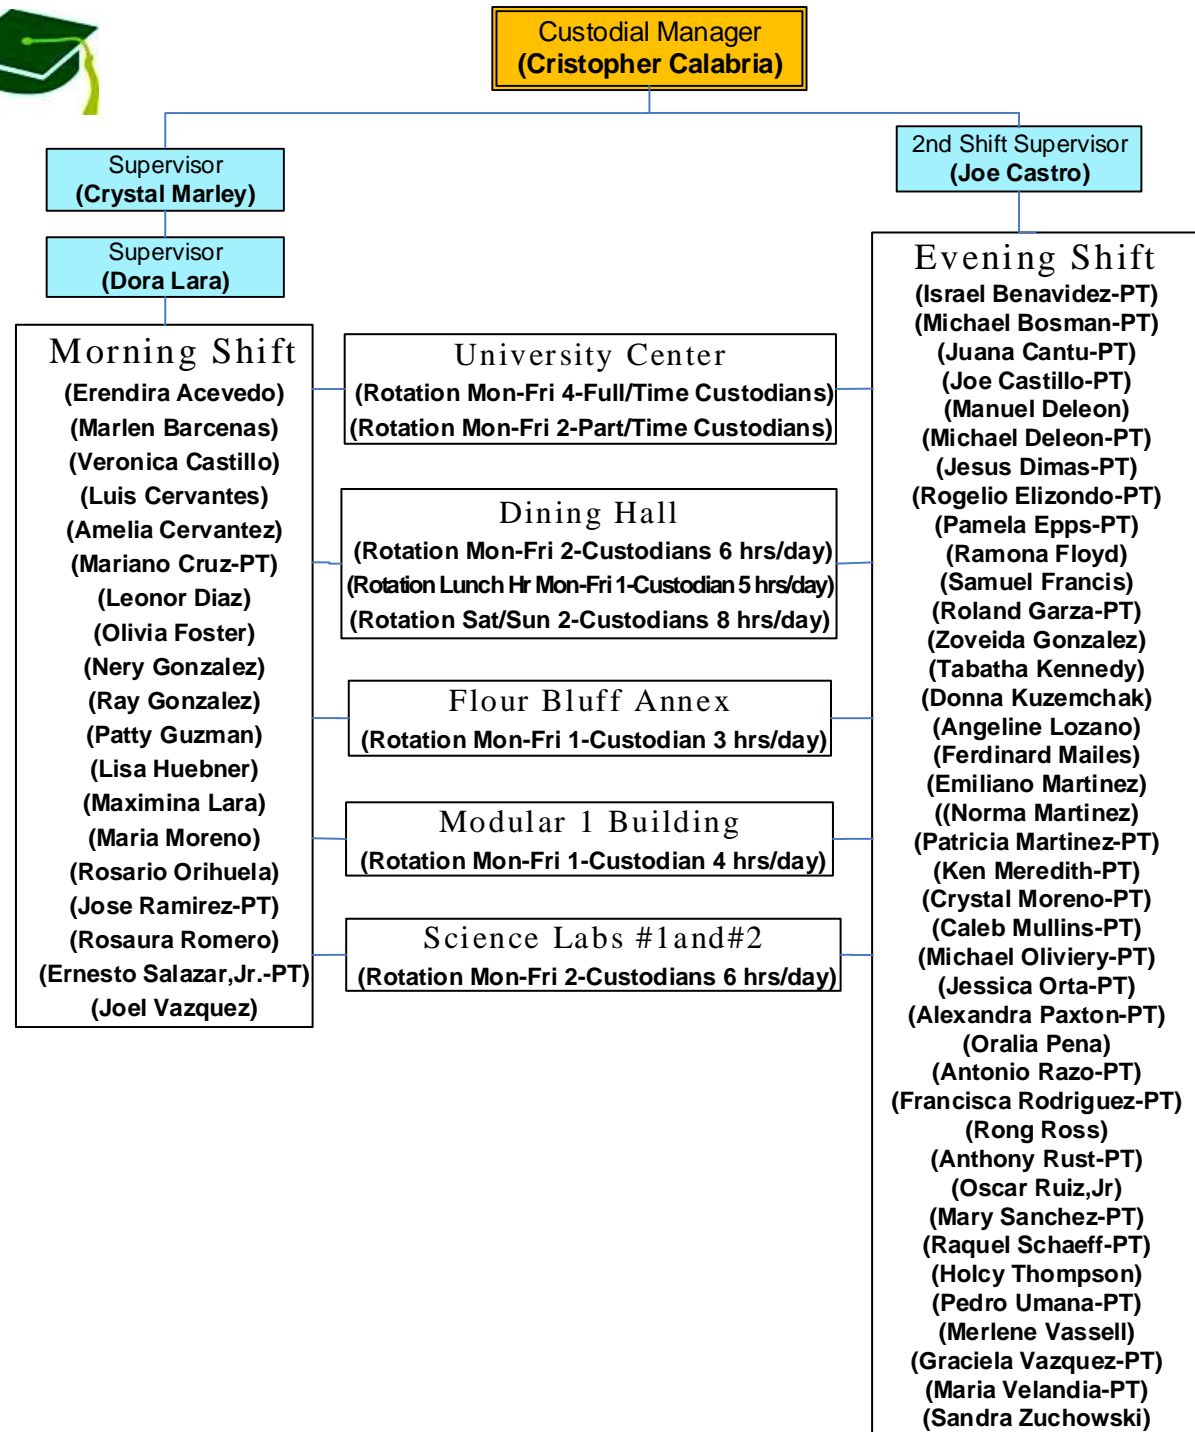 Custodial Manager
(Cristopher Calabria)
Supervisor
(Crystal Marley)
2nd Shift Supervisor
(Joe Castro)
Supervisor
(Dora Lara)
Morning Shift
(Erendira Acevedo)
(Marlen Barcenas)
(Veronica Castillo)
(Luis Cervantes)
(Amelia Cervantez)
(Mariano Cruz-PT)
(Leonor Diaz)
(Olivia Foster)
(Nery Gonzalez)
(Ray Gonzalez)
(Patty Guzman)
(Lisa Huebner)
(Maximina Lara)
(Maria Moreno)
(Rosario Orihuela)
(Jose Ramirez-PT)
(Rosaura Romero)
(Ernesto Salazar,Jr.-PT)
(Joel Vazquez)
University Center
(Rotation Mon-Fri 4-Full/Time Custodians)
(Rotation Mon-Fri 2-Part/Time Custodians)
Dining Hall
(Rotation Mon-Fri 2-Custodians 6 hrs/day)
(Rotation Lunch Hr Mon-Fri 1-Custodian 5 hrs/day)
(Rotation Sat/Sun 2-Custodians 8 hrs/day)
Flour Bluff Annex
(Rotation Mon-Fri 1-Custodian 3 hrs/day)
Modular 1 Building
(Rotation Mon-Fri 1-Custodian 4 hrs/day)
Science Labs #1and#2
(Rotation Mon-Fri 2-Custodians 6 hrs/day)
Evening Shift
(Israel Benavidez-PT)
(Michael Bosman-PT)
(Juana Cantu-PT)
(Joe Castillo-PT)
(Manuel Deleon)
(Michael Deleon-PT)
(Jesus Dimas-PT)
(Rogelio Elizondo-PT)
(Pamela Epps-PT)
(Ramona Floyd)
(Samuel Francis)
(Roland Garza-PT)
(Zoveida Gonzalez)
(Tabatha Kennedy)
(Donna Kuzemchak)
(Angeline Lozano)
(Ferdinard Mailes)
(Emiliano Martinez)
((Norma Martinez)
(Patricia Martinez-PT)
(Ken Meredith-PT)
(Crystal Moreno-PT)
(Caleb Mullins-PT)
(Michael Oliviery-PT)
(Jessica Orta-PT)
(Alexandra Paxton-PT)
(Oralia Pena)
(Antonio Razo-PT)
(Francisca Rodriguez-PT)
(Rong Ross)
(Anthony Rust-PT)
(Oscar Ruiz,Jr)
(Mary Sanchez-PT)
(Raquel Schaeff-PT)
(Holcy Thompson)
(Pedro Umana-PT)
(Merlene Vassell)
(Graciela Vazquez-PT)
(Maria Velandia-PT)
(Sandra Zuchowski)